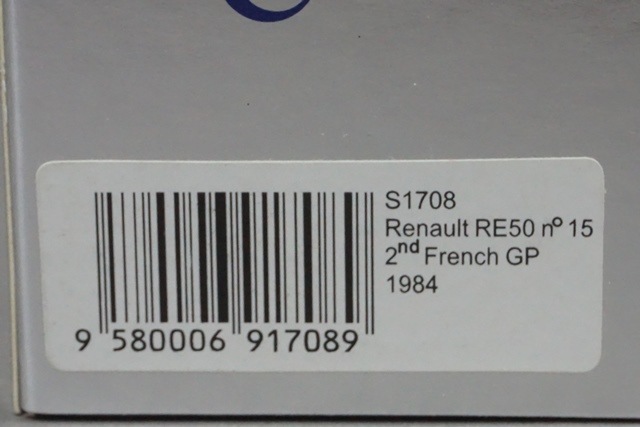 S1708
Renault RE50 nº 15
2nd French GP
1984
9 580006 917089